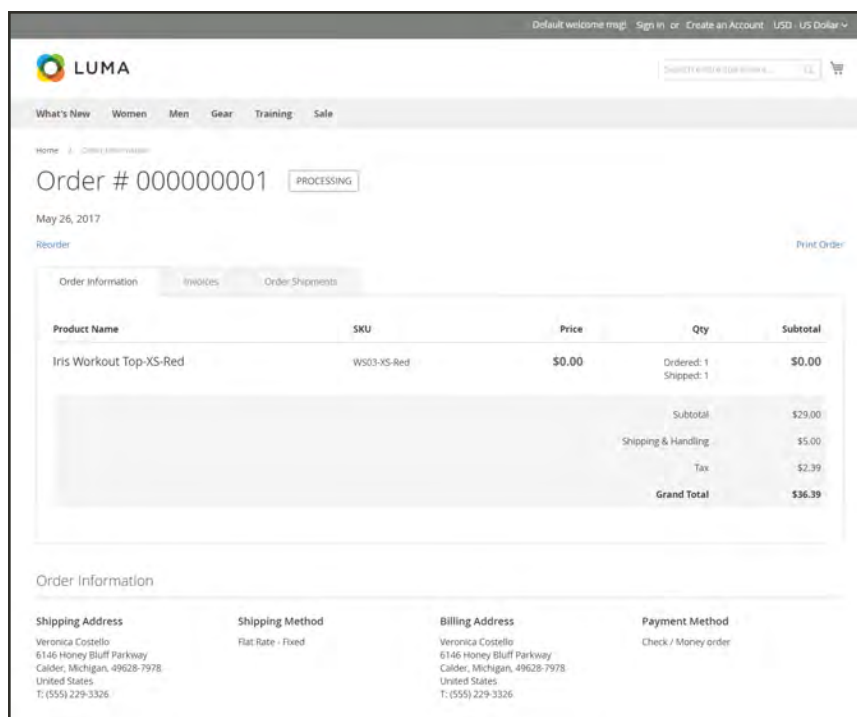 Default welcome msg! Sign In or Create an Account USD - US Dollar
LUMA
Search entire store here...
What's New Women Men Gear Training Sale
Home Order Information
Order # 000000001 PROCESSING
May 26, 2017
Reorder Print Order
Order Information Invoices Order Shipments
Product Name SKU Price Qty Subtotal
Iris Workout Top-XS-Red WS03-XS-Red $0.00 Ordered: 1 $0.00
Shipped: 1
Subtotal $29.00
Shipping & Handling $5.00
Tax $2.39
Grand Total $36.39
Order Information
Shipping Address Shipping Method Billing Address Payment Method
Veronica Costello Flat Rate - Fixed Veronica Costello Check / Money order
6146 Honey Bluff Parkway 6146 Honey Bluff Parkway
Calder, Michigan, 49628-7978 Calder, Michigan, 49628-7978
United States United States
T: (555) 229-3326 T: (555) 229-3326